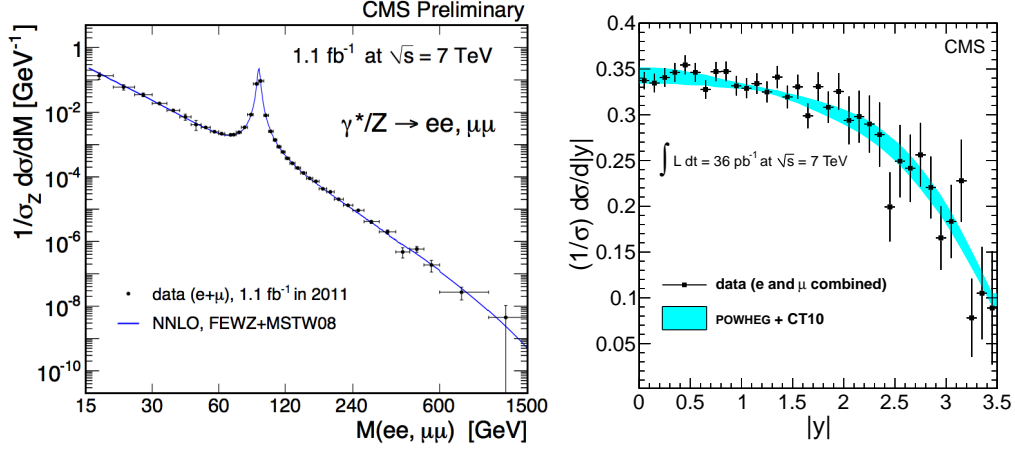 CMS Preliminary
1.1 fb⁻¹ at √s = 7 TeV
γ*/Z → ee, μμ
1/σ_Z dσ/dM [GeV⁻¹]
1
10⁻²
10⁻⁴
10⁻⁶
10⁻⁸
10⁻¹⁰
data (e+μ), 1.1 fb⁻¹ in 2011
NNLO, FEWZ+MSTW08
15 30 60 120 240 600 1500
M(ee, μμ) [GeV]
CMS
(1/σ) dσ/d|y|
0.4
0.35
0.3
0.25
0.2
0.15
0.1
0.05
∫ L dt = 36 pb⁻¹ at √s = 7 TeV
data (e and μ combined)
POWHEG + CT10
0 0.5 1 1.5 2 2.5 3 3.5
|y|